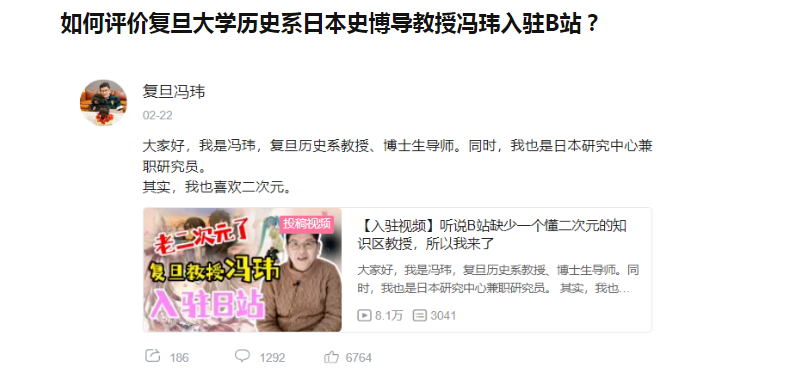 如何评价复旦大学历史系日本史博导教授冯玮入驻B站？
复旦冯玮
02-22
大家好，我是冯玮，复旦历史系教授、博士生导师。同时，我也是日本研究中心兼
职研究员。
其实，我也喜欢二次元。
投稿视频
老二次元了
复旦教授冯玮
入驻B站
【入驻视频】听说B站缺少一个懂二次元的知
识区教授，所以我来了
大家好，我是冯玮，复旦历史系教授、博士生导师。同
时，我也是日本研究中心兼职研究员。 其实，我也…
8.1万 3041
186 1292 6764